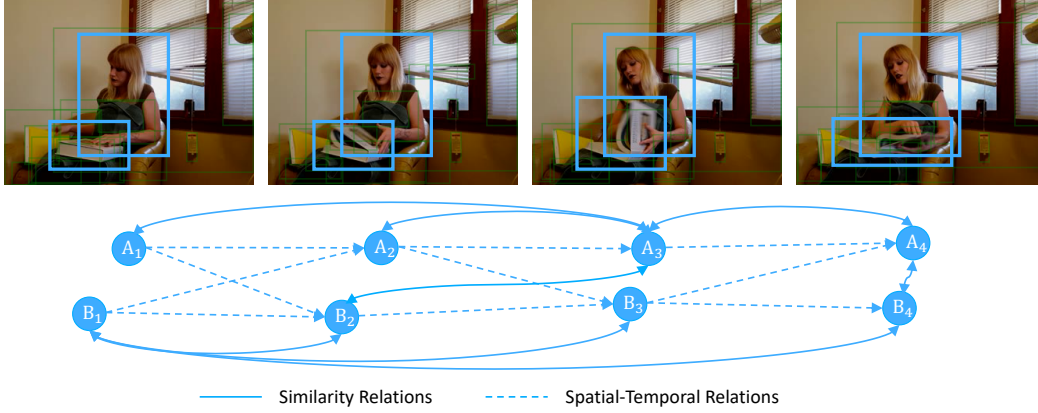 A₁
A₂
A₃
A₄
B₁
B₂
B₃
B₄
Similarity Relations
Spatial-Temporal Relations